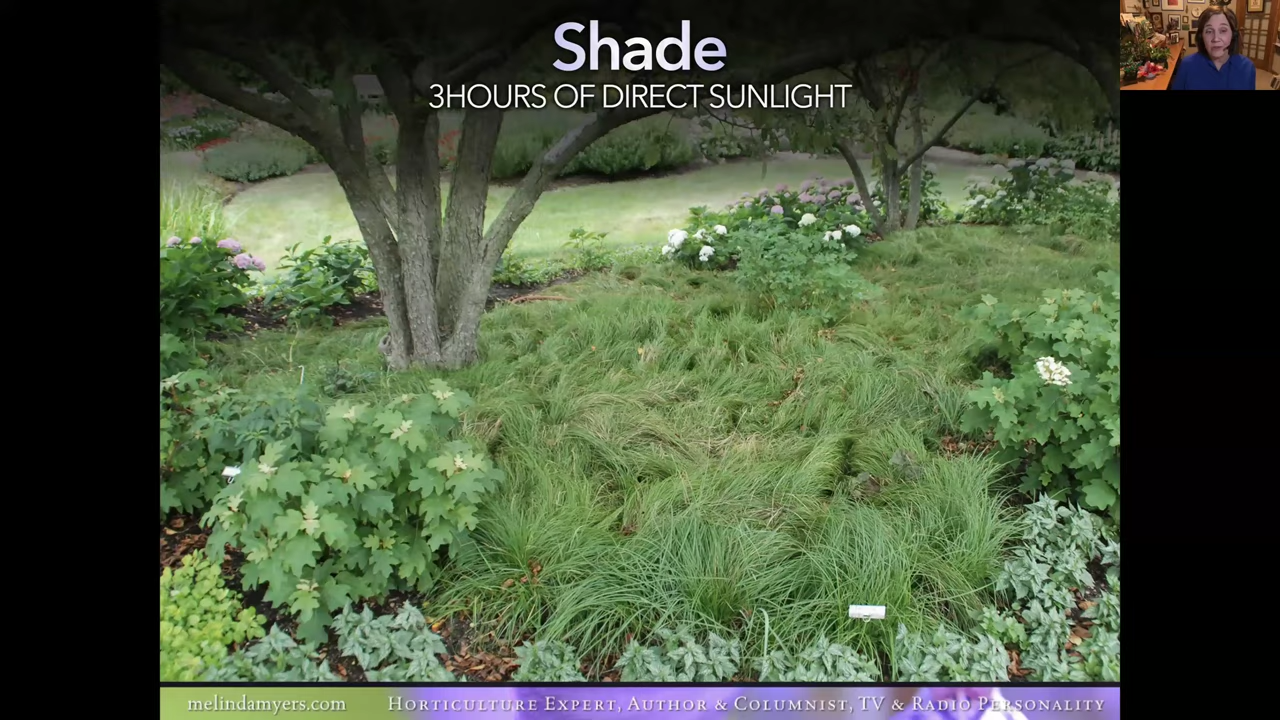 Shade
3HOURS OF DIRECT SUNLIGHT
melindamyers.com Horticulture Expert, Author & Columnist, TV & Radio Personality